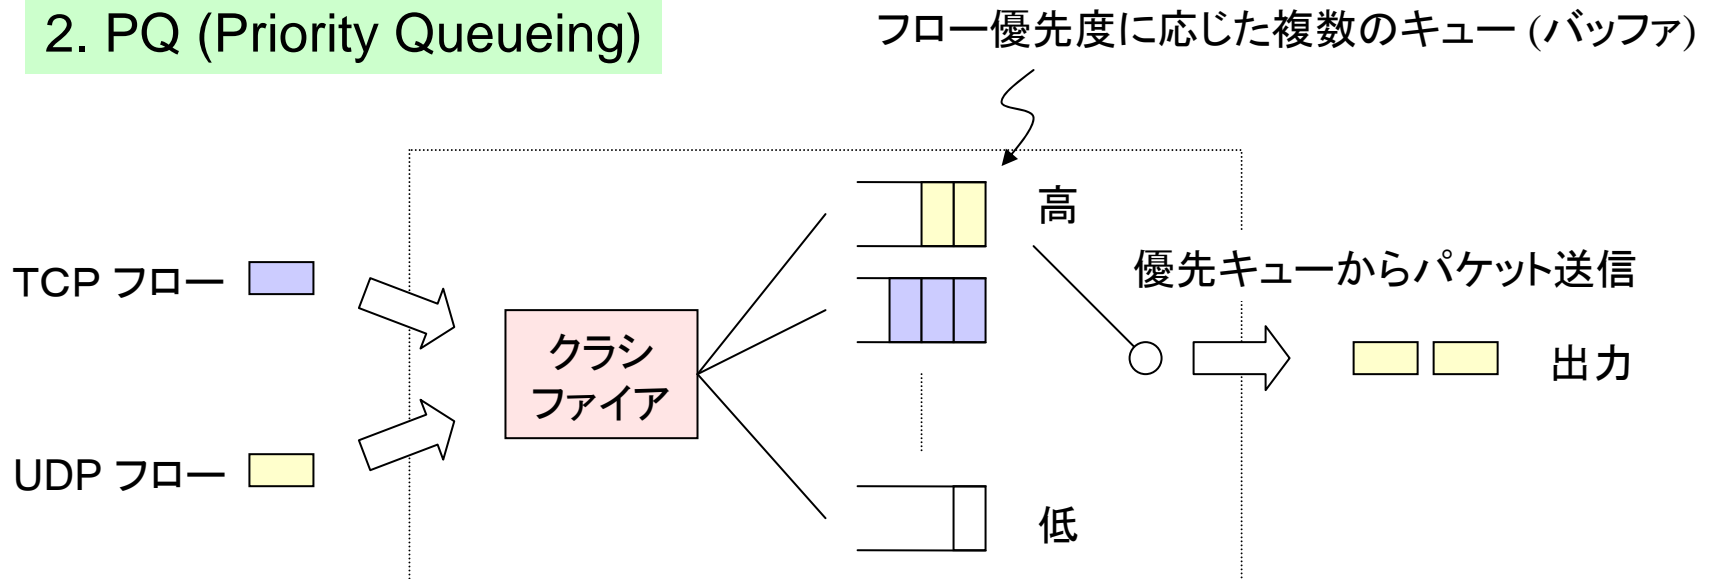 2. PQ (Priority Queueing)
フロー優先度に応じた複数のキュー (バッファ)
高
TCP フロー
優先キューからパケット送信
クラシ
ファイア
出力
UDP フロー
低